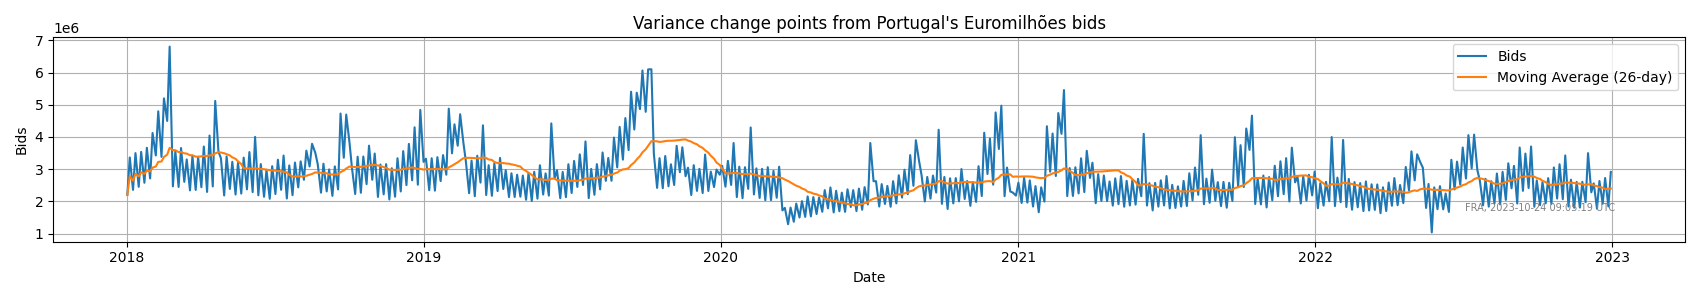 Variance change points from Portugal's Euromilhões bids
1e6
7
6
5
4
3
2
1
Bids
Bids
Moving Average (26-day)
FRA, 2023-10-24 09:05:19 UTC
2018
2019
2020
2021
2022
2023
Date